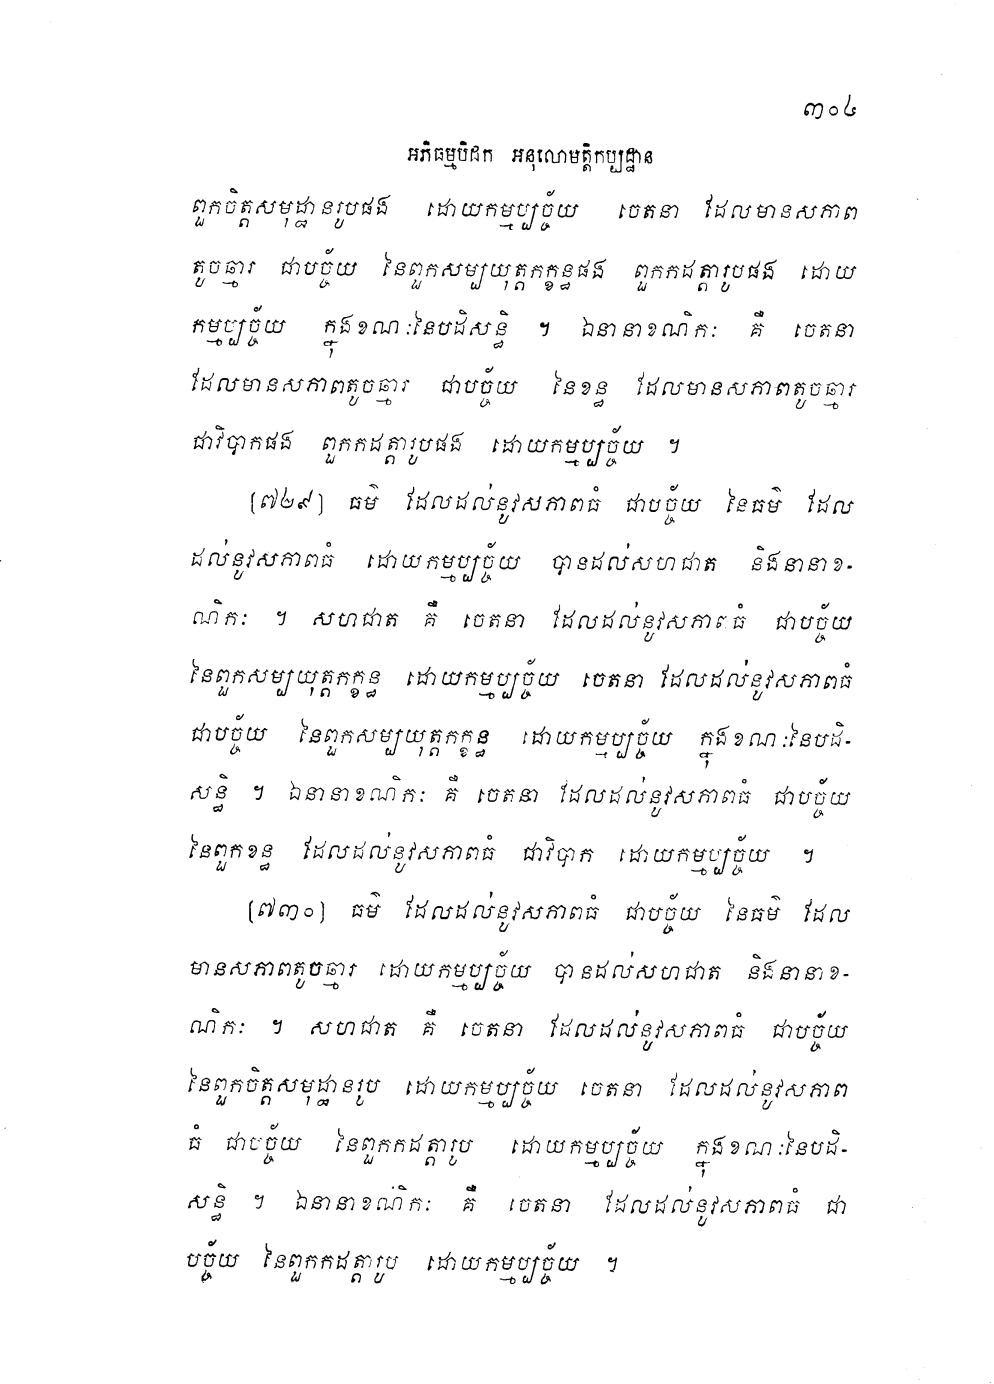 ៣០៤
អភិធម្មបិដក អនុលោមត្តិកប្បដ្ឋាន
ពួកចិត្តសមុដ្ឋានរូបផង ដោយកម្មប្បច្ច័យ ចេតនា ដែលមានសភាព
តូចឆ្មារ ជាបច្ច័យ នៃពួកសម្បយុត្តកក្ខន្ធផង ពួកកដត្តារូបផង ដោយ
កម្មប្បច្ច័យ ក្នុងខណៈនៃបដិសន្ធិ ។ ឯនានាខណិកៈ គឺ ចេតនា
ដែលមានសភាពតូចឆ្មារ ជាបច្ច័យ នៃខន្ធ ដែលមានសភាពតូចឆ្មារ
ជាវិបាកផង ពួកកដត្តារូបផង ដោយកម្មប្បច្ច័យ ។
(៧២៩) ធម៌ ដែលដល់នូវសភាពធំ ជាបច្ច័យ នៃធម៌ ដែល
ដល់នូវសភាពធំ ដោយកម្មប្បច្ច័យ បានដល់សហជាត និងនានាខ-
ណិកៈ ។ សហជាត គឺ ចេតនា ដែលដល់នូវសភាពធំ ជាបច្ច័យ
នៃពួកសម្បយុត្តកក្ខន្ធ ដោយកម្មប្បច្ច័យ ចេតនា ដែលដល់នូវសភាពធំ
ជាបច្ច័យ នៃពួកសម្បយុត្តកក្ខន្ធ ដោយកម្មប្បច្ច័យ ក្នុងខណៈនៃបដិ-
សន្ធិ ។ ឯនានាខណិកៈ គឺ ចេតនា ដែលដល់នូវសភាពធំ ជាបច្ច័យ
នៃពួកខន្ធ ដែលដល់នូវសភាពធំ ជាវិបាក ដោយកម្មប្បច្ច័យ ។
(៧៣០) ធម៌ ដែលដល់នូវសភាពធំ ជាបច្ច័យ នៃធម៌ ដែល
មានសភាពតូចឆ្មារ ដោយកម្មប្បច្ច័យ បានដល់សហជាត និងនានាខ-
ណិកៈ ។ សហជាត គឺ ចេតនា ដែលដល់នូវសភាពធំ ជាបច្ច័យ
នៃពួកចិត្តសមុដ្ឋានរូប ដោយកម្មប្បច្ច័យ ចេតនា ដែលដល់នូវសភាព
ធំ ជាបច្ច័យ នៃពួកកដត្តារូប ដោយកម្មប្បច្ច័យ ក្នុងខណៈនៃបដិ-
សន្ធិ ។ ឯនានាខណិកៈ គឺ ចេតនា ដែលដល់នូវសភាពធំ ជា
បច្ច័យ នៃពួកកដត្តារូប ដោយកម្មប្បច្ច័យ ។